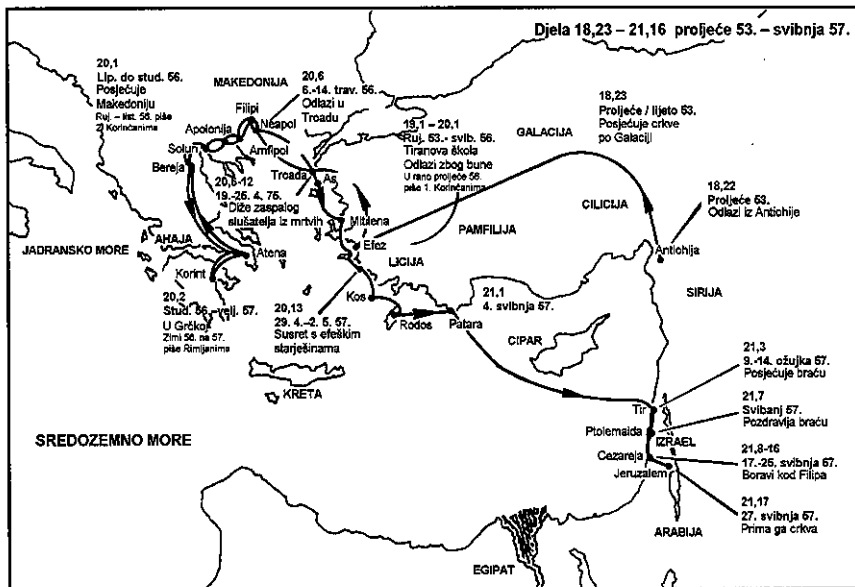 Djela 18,23 – 21,16 proljeće 53. – svibnja 57.
20,1
Lip. do stud. 56.
Posjećuje
Makedoniju
Ruj. – list. 56. piše
2. Korinćanima
MAKEDONIJA
20,6
6.-14. trav. 56.
Odlazi u
Troadu
Filipi
Neapol
Apolonija
Amfipol
Solun
Bereja
19,1 – 20,1
Ruj. 53.- svib. 56.
Tiranova škola
Odlazi zbog bune
U rano proljeće 56.
piše 1. Korinćanima
GALACIJA
18,23
Proljeće / ljeto 53.
Posjećuje crkve
po Galaciji
Troada
As
20,6-12
19.-25. 4. 75.
Diže zaspalog
slušatelja iz mrtvih
Mitilena
Efez
PAMFILIJA
CILICIJA
18,22
Proljeće 53.
Odlazi iz Antiohije
Antiohija
SIRIJA
JADRANSKO MORE
AHAJA
Atena
Korint
LICIJA
20,2
Stud. 56. –velj. 57.
U Grčkoj
Zimi 56. na 57.
piše Rimljanima
Kos
20,13
29. 4.–2. 5. 57.
Susret s efeškim
starješinama
Rodos
Patara
21,1
4. svibnja 57.
CIPAR
KRETA
21,3
9.-14. ožujka 57.
Posjećuje braću
Tir
21,7
Svibanj 57.
Pozdravlja braću
Ptolemaida
IZRAEL
SREDOZEMNO MORE
Cezareja
21,8-16
17.-25. svibnja 57.
Boravi kod Filipa
Jeruzalem
21,17
27. svibnja 57.
Prima ga crkva
ARABIJA
EGIPAT